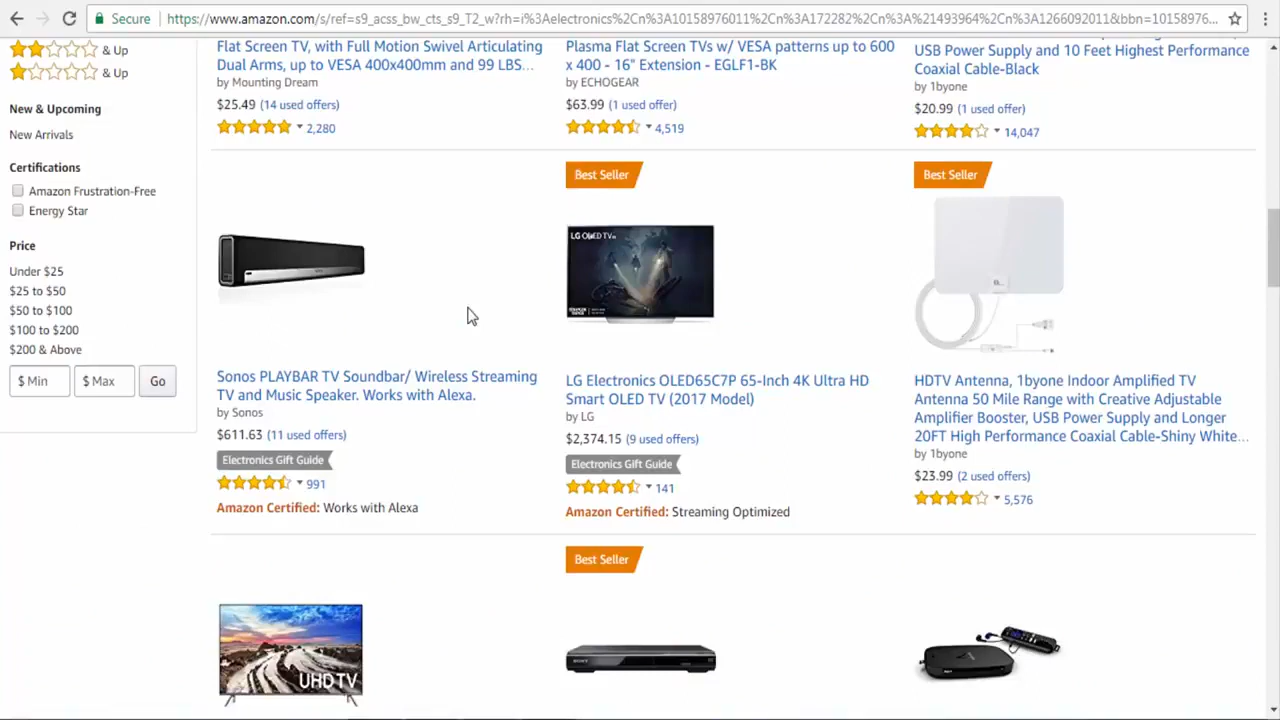 Secure
https://www.amazon.com/s/ref=s9_acss_bw_cts_s9_T2_w?rh=i%3Aelectronics%2Cn%3A10158976011%2Cn%3A172282%2Cn%3A%21493964%2Cn%3A1266092011&bbn=10158976...
& Up
& Up
New & Upcoming
New Arrivals
Certifications
Amazon Frustration-Free
Energy Star
Price
Under $25
$25 to $50
$50 to $100
$100 to $200
$200 & Above
$ Min
$ Max
Go
Flat Screen TV, with Full Motion Swivel Articulating
Dual Arms, up to VESA 400x400mm and 99 LBS...
by Mounting Dream
$25.49 (14 used offers)
2,280
Plasma Flat Screen TVs w/ VESA patterns up to 600
x 400 - 16" Extension - EGLF1-BK
by ECHOGEAR
$63.99 (1 used offer)
4,519
USB Power Supply and 10 Feet Highest Performance
Coaxial Cable-Black
by 1byone
$20.99 (1 used offer)
14,047
Sonos PLAYBAR TV Soundbar/ Wireless Streaming
TV and Music Speaker. Works with Alexa.
by Sonos
$611.63 (11 used offers)
Electronics Gift Guide
991
Amazon Certified: Works with Alexa
Best Seller
LG OLED TV
LG Electronics OLED65C7P 65-Inch 4K Ultra HD
Smart OLED TV (2017 Model)
by LG
$2,374.15 (9 used offers)
Electronics Gift Guide
141
Amazon Certified: Streaming Optimized
Best Seller
HDTV Antenna, 1byone Indoor Amplified TV
Antenna 50 Mile Range with Creative Adjustable
Amplifier Booster, USB Power Supply and Longer
20FT High Performance Coaxial Cable-Shiny White...
by 1byone
$23.99 (2 used offers)
5,576
UHD TV
Best Seller
SONY